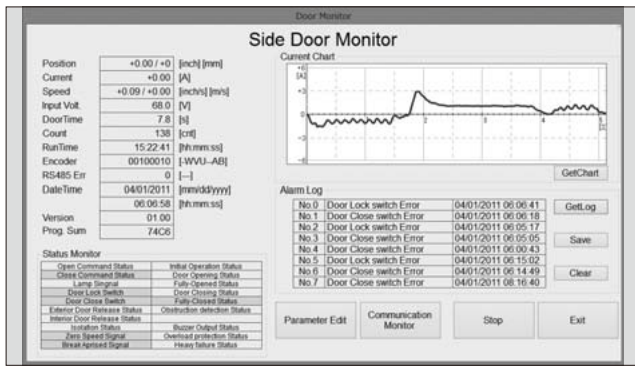 Door Monitor
Side Door Monitor
Position +0.00 / +0 [inch] [mm]
Current +0.00 [A]
Speed +0.09 / +0.00 [inch/s] [m/s]
Input Volt. 68.0 [V]
DoorTime 7.8 [s]
Count 138 [cnt]
RunTime 15:22:41 [hh:mm:ss]
Encoder 00100010 [-WVU--AB]
RS485 Err 0 [---]
DateTime 04/01/2011 [mm/dd/yyyy]
06:06:58 [hh:mm:ss]
Version 01.00
Prog. Sum 74C6
Status Monitor
Open Command Status Initial Operation Status
Close Command Status Door Opening Status
Lamp Singnal Fully-Opened Status
Door Lock Switch Door Closing Status
Door Close Switch Fully-Closed Status
Exterior Door Release Status Obstruction detection Status
Interior Door Release Status
Isolation Status Buzzer Output Status
Zero Speed Signal Overload protection Status
Break Aprised Signal Heavy failure Status
Current Chart
+6
[A]
+3
0
-3
-6
2
3
4
5
GetChart
Alarm Log
No.0 Door Lock switch Error 04/01/2011 06:06:41
No.1 Door Close switch Error 04/01/2011 06:06:18
No.2 Door Lock switch Error 04/01/2011 06:05:17
No.3 Door Close switch Error 04/01/2011 06:05:05
No.4 Door Close switch Error 04/01/2011 06:00:43
No.5 Door Lock switch Error 04/01/2011 06:15:02
No.6 Door Close switch Error 04/01/2011 06:14:49
No.7 Door Close switch Error 04/01/2011 08:16:40
GetLog
Save
Clear
Parameter Edit
Communication
Monitor
Stop
Exit